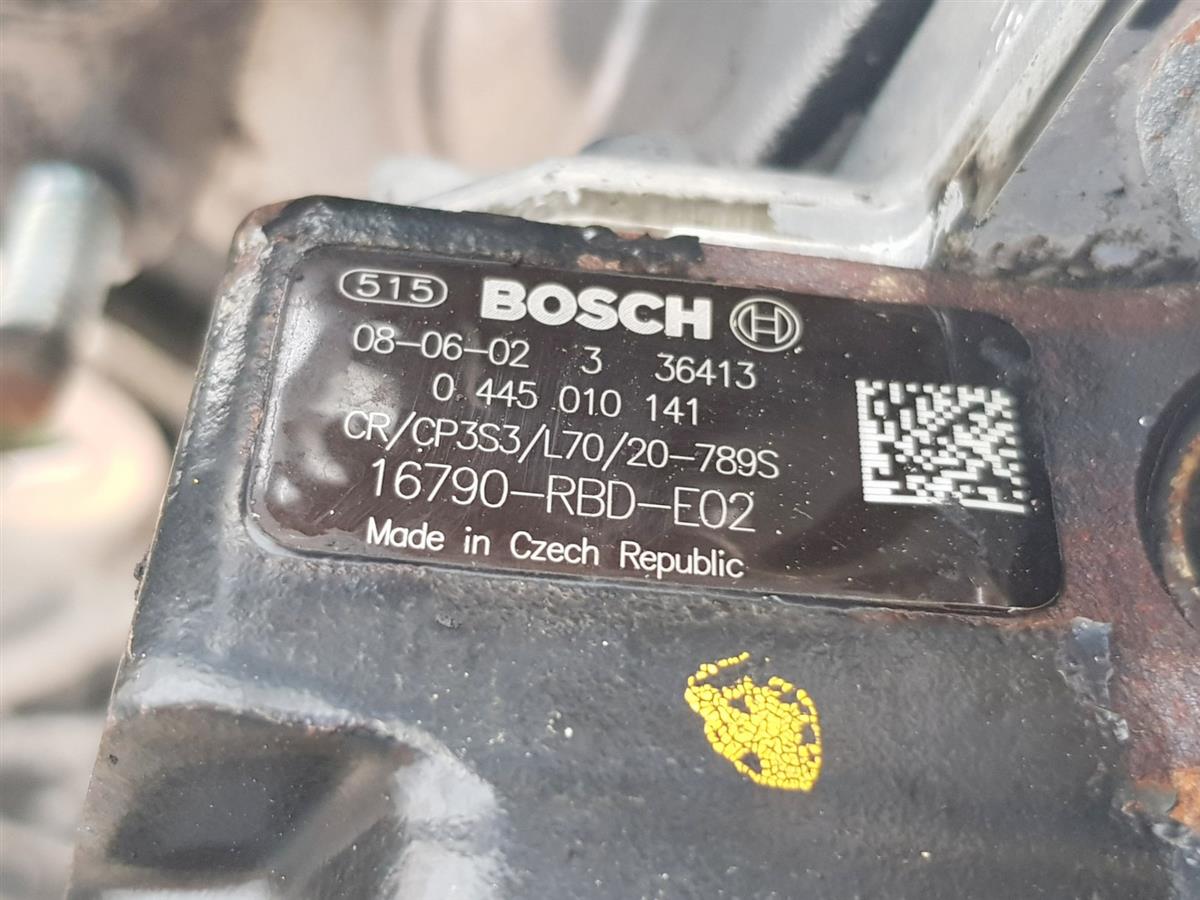 515 BOSCH
08-06-02 3 36413
0 445 010 141
CR/CP3S3/L70/20-789S
16790-RBD-E02
Made in Czech Republic